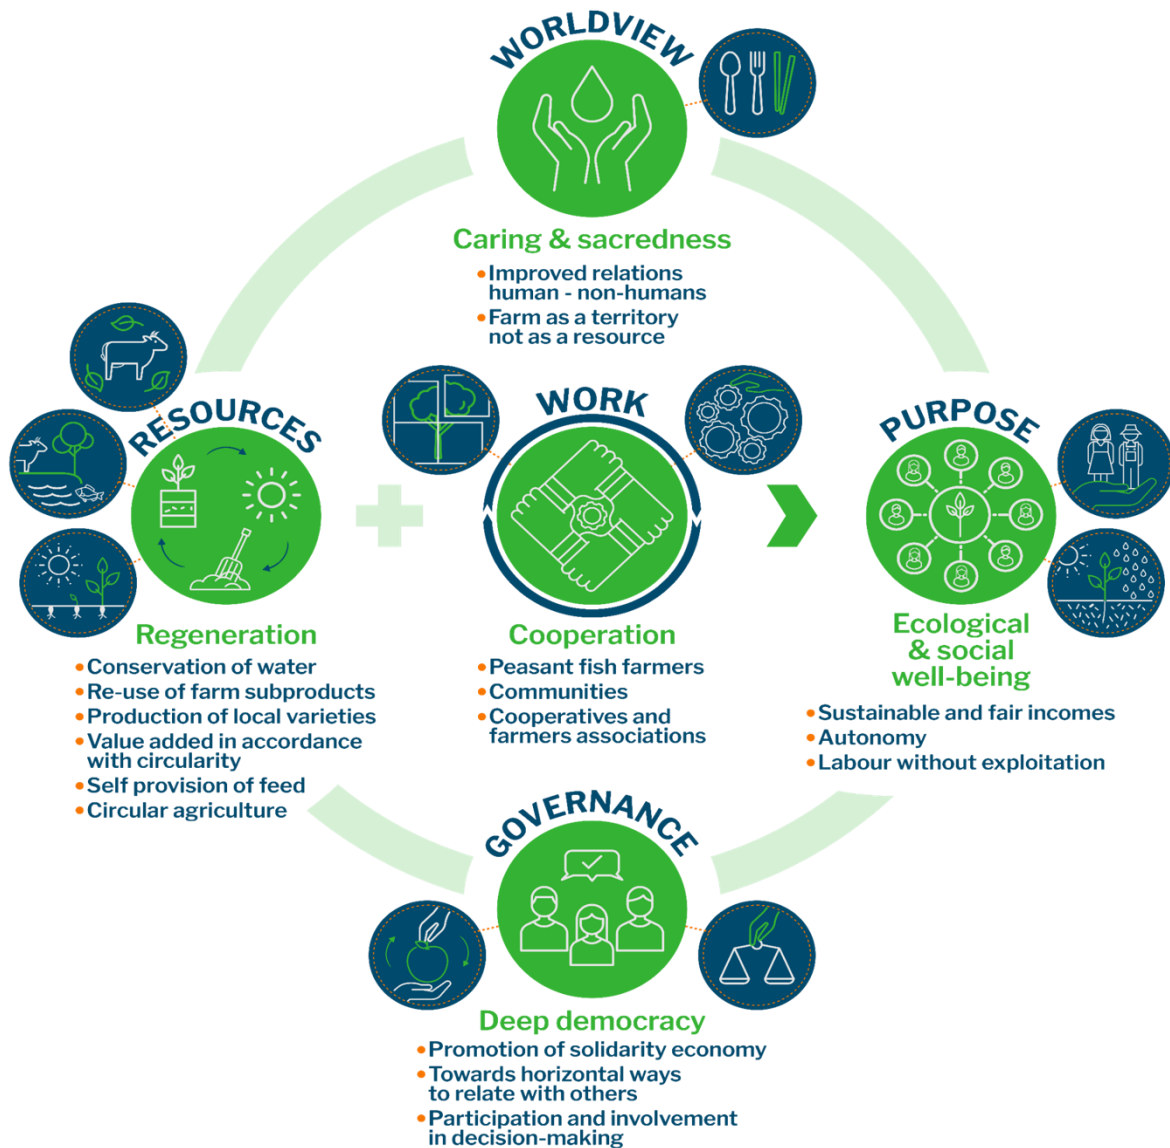 WORLDVIEW
Caring & sacredness
• Improved relations
human - non-humans
• Farm as a territory
not as a resource
RESOURCES
Regeneration
• Conservation of water
• Re-use of farm subproducts
• Production of local varieties
• Value added in accordance
with circularity
• Self provision of feed
• Circular agriculture
WORK
Cooperation
• Peasant fish farmers
• Communities
• Cooperatives and
farmers associations
PURPOSE
Ecological
& social
well-being
• Sustainable and fair incomes
• Autonomy
• Labour without exploitation
GOVERNANCE
Deep democracy
• Promotion of solidarity economy
• Towards horizontal ways
to relate with others
• Participation and involvement
in decision-making